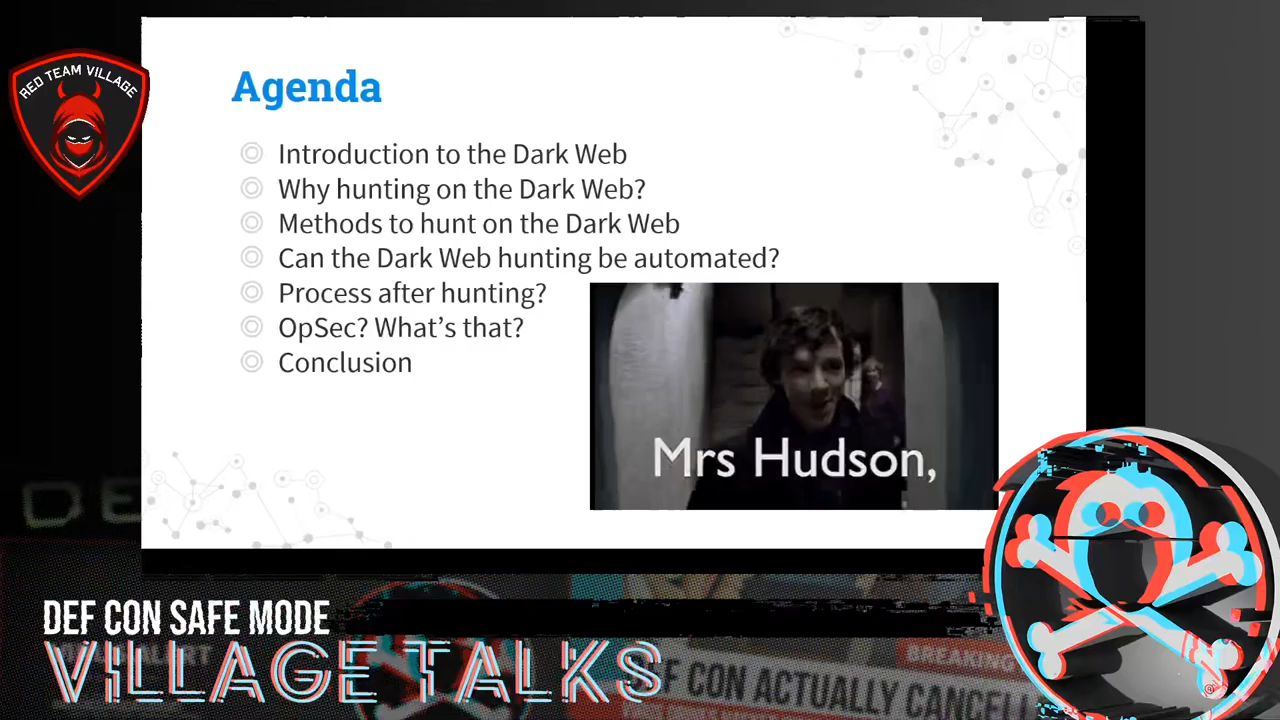 RED TEAM VILLAGE
Agenda
Introduction to the Dark Web
Why hunting on the Dark Web?
Methods to hunt on the Dark Web
Can the Dark Web hunting be automated?
Process after hunting?
OpSec? What's that?
Conclusion
Mrs Hudson,
DE
DEF CON SAFE MODE
VILLAGE TALKS
BREAKING
F CON ACTUALLY CANCELL